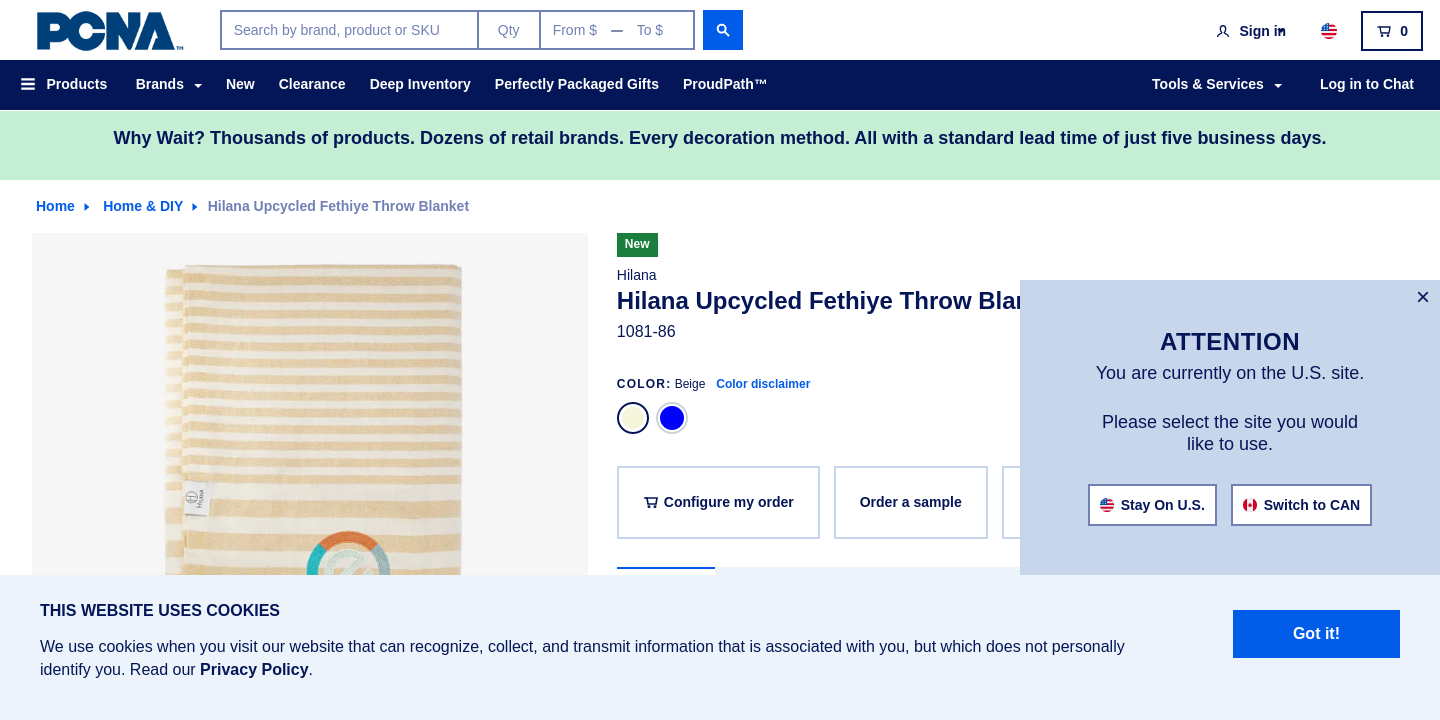 PCNA™
Search by brand, product or SKU
Qty
From $
To $
Sign in
0
Products
Brands
New
Clearance
Deep Inventory
Perfectly Packaged Gifts
ProudPath™
Tools & Services
Log in to Chat
Why Wait? Thousands of products. Dozens of retail brands. Every decoration method. All with a standard lead time of just five business days.
Home
Home & DIY
Hilana Upcycled Fethiye Throw Blanket
New
Hilana
Hilana Upcycled Fethiye Throw Blan
1081-86
COLOR: Beige
Color disclaimer
Configure my order
Order a sample
Hilana
×
ATTENTION
You are currently on the U.S. site.
Please select the site you would
like to use.
Stay On U.S.
Switch to CAN
THIS WEBSITE USES COOKIES
We use cookies when you visit our website that can recognize, collect, and transmit information that is associated with you, but which does not personally
identify you. Read our Privacy Policy.
Got it!